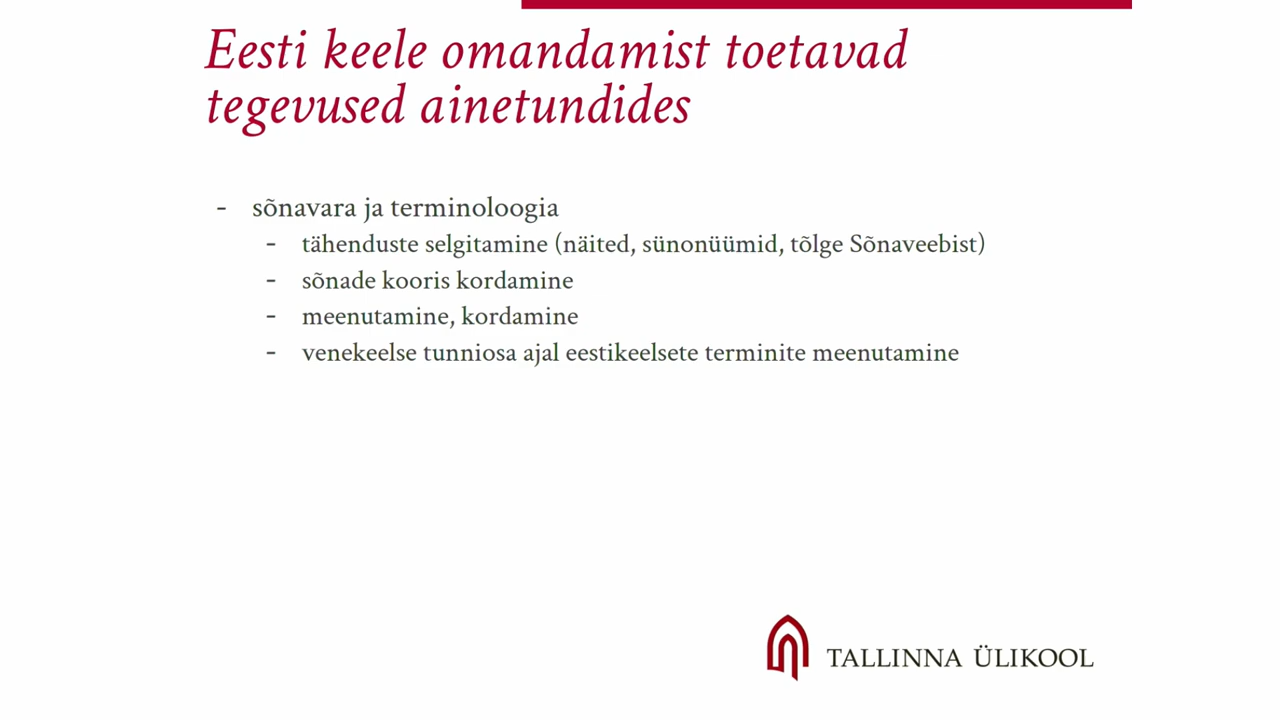 Eesti keele omandamist toetavad
tegevused ainetundides
- sõnavara ja terminoloogia
- tähenduste selgitamine (näited, sünonüümid, tõlge Sõnaveebist)
- sõnade kooris kordamine
- meenutamine, kordamine
- venekeelse tunniosa ajal eestikeelsete terminite meenutamine
TALLINNA ÜLIKOOL